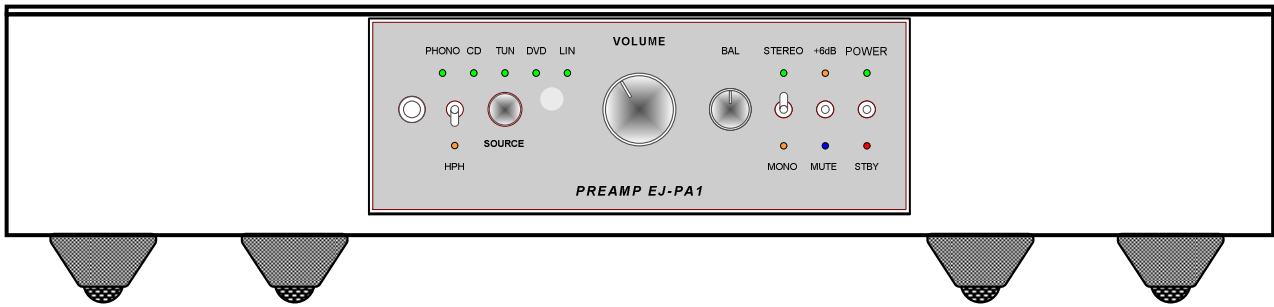 VOLUME
PHONO CD TUN DVD LIN
BAL STEREO +6dB POWER
SOURCE
HPH
MONO MUTE STBY
PREAMP EJ-PA1